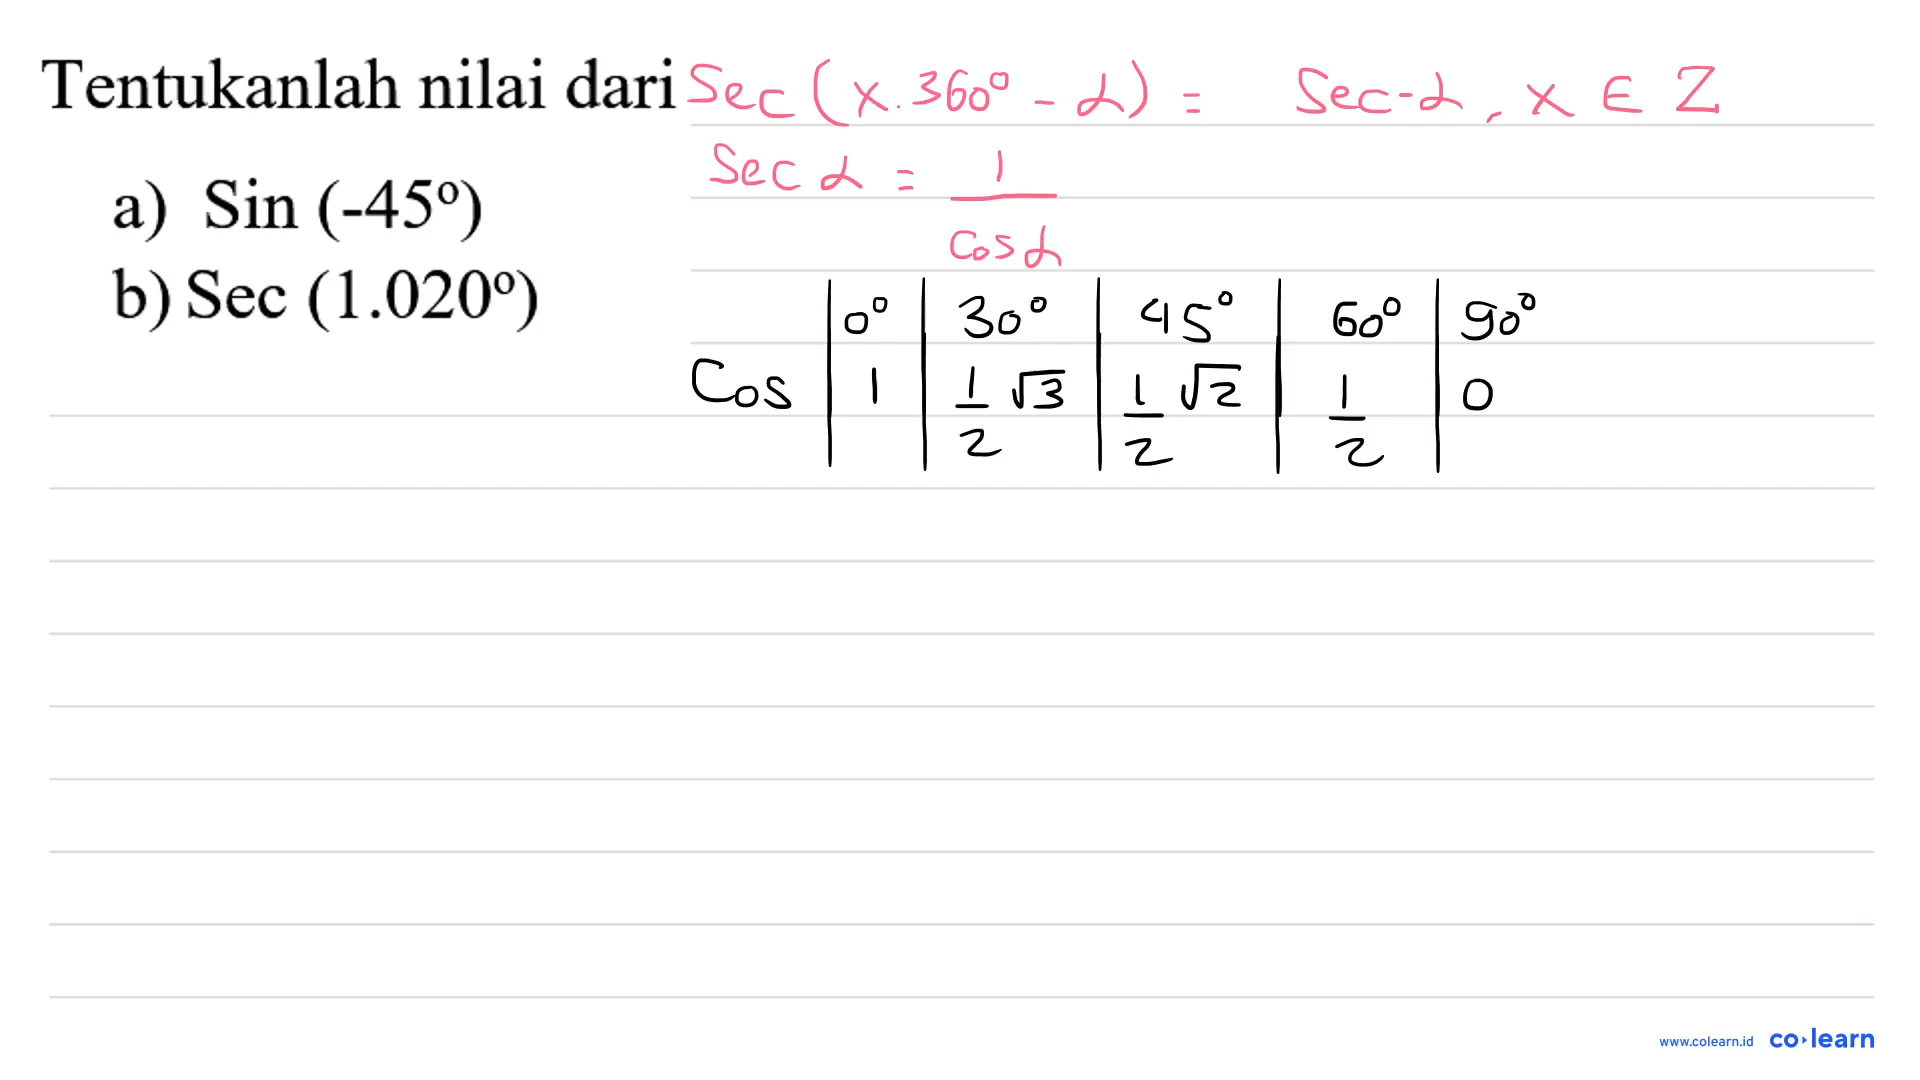 Tentukanlah nilai dari
a) Sin (-45°)
b) Sec (1.020°)
Sec (x.360° - α) = Sec -α, x ∈ Z
Sec α = 1
cos α
0° 30° 45° 60° 90°
Cos 1 1/2 √3 1/2 √2 1/2 0
www.colearn.id co learn